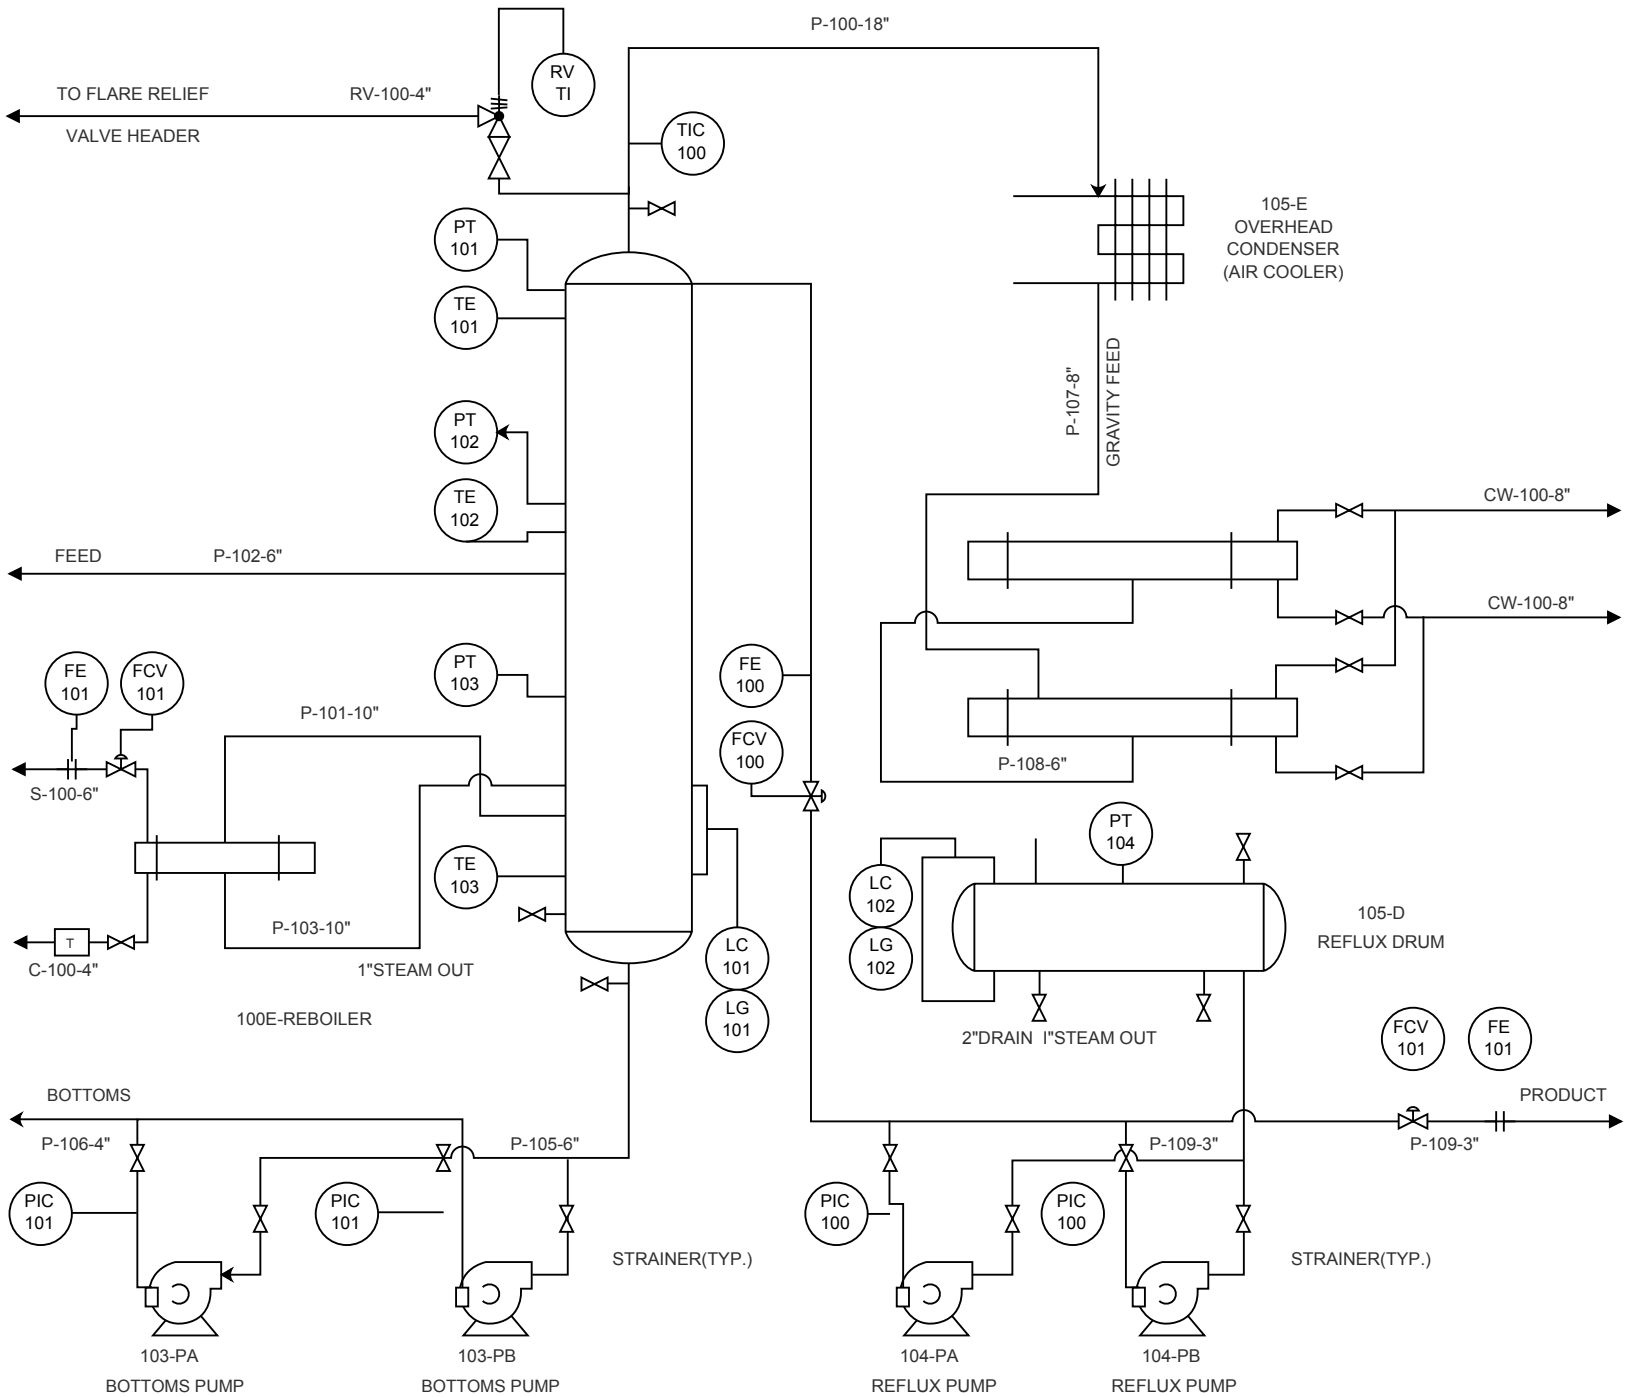 P-100-18"
RV
TI
TO FLARE RELIEF
RV-100-4"
VALVE HEADER
TIC
100
PT
101
105-E
OVERHEAD
CONDENSER
(AIR COOLER)
TE
101
P-107-8"
GRAVITY FEED
PT
102
TE
102
CW-100-8"
FEED
P-102-6"
CW-100-8"
FE
101
FCV
101
PT
103
FE
100
P-101-10"
FCV
100
P-108-6"
S-100-6"
PT
104
TE
103
LC
102
LG
102
105-D
REFLUX DRUM
P-103-10"
T
C-100-4"
1"STEAM OUT
LC
101
LG
101
100E-REBOILER
2"DRAIN I"STEAM OUT
FCV
101
FE
101
BOTTOMS
PRODUCT
P-106-4"
P-105-6"
P-109-3"
P-109-3"
PIC
101
PIC
101
PIC
100
PIC
100
STRAINER(TYP.)
STRAINER(TYP.)
103-PA
BOTTOMS PUMP
103-PB
BOTTOMS PUMP
104-PA
REFLUX PUMP
104-PB
REFLUX PUMP